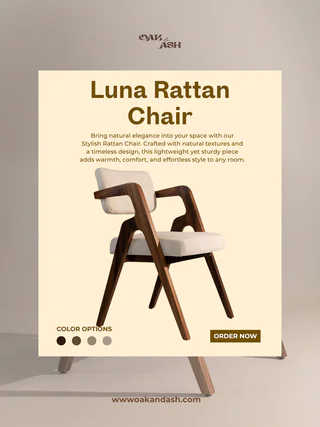 OAK & ASH
Luna Rattan
Chair
Bring natural elegance into your space with our
Stylish Rattan Chair. Crafted with natural textures and
a timeless design, this lightweight yet sturdy piece
adds warmth, comfort, and effortless style to any room.
COLOR OPTIONS
ORDER NOW
wwwoakandash.com